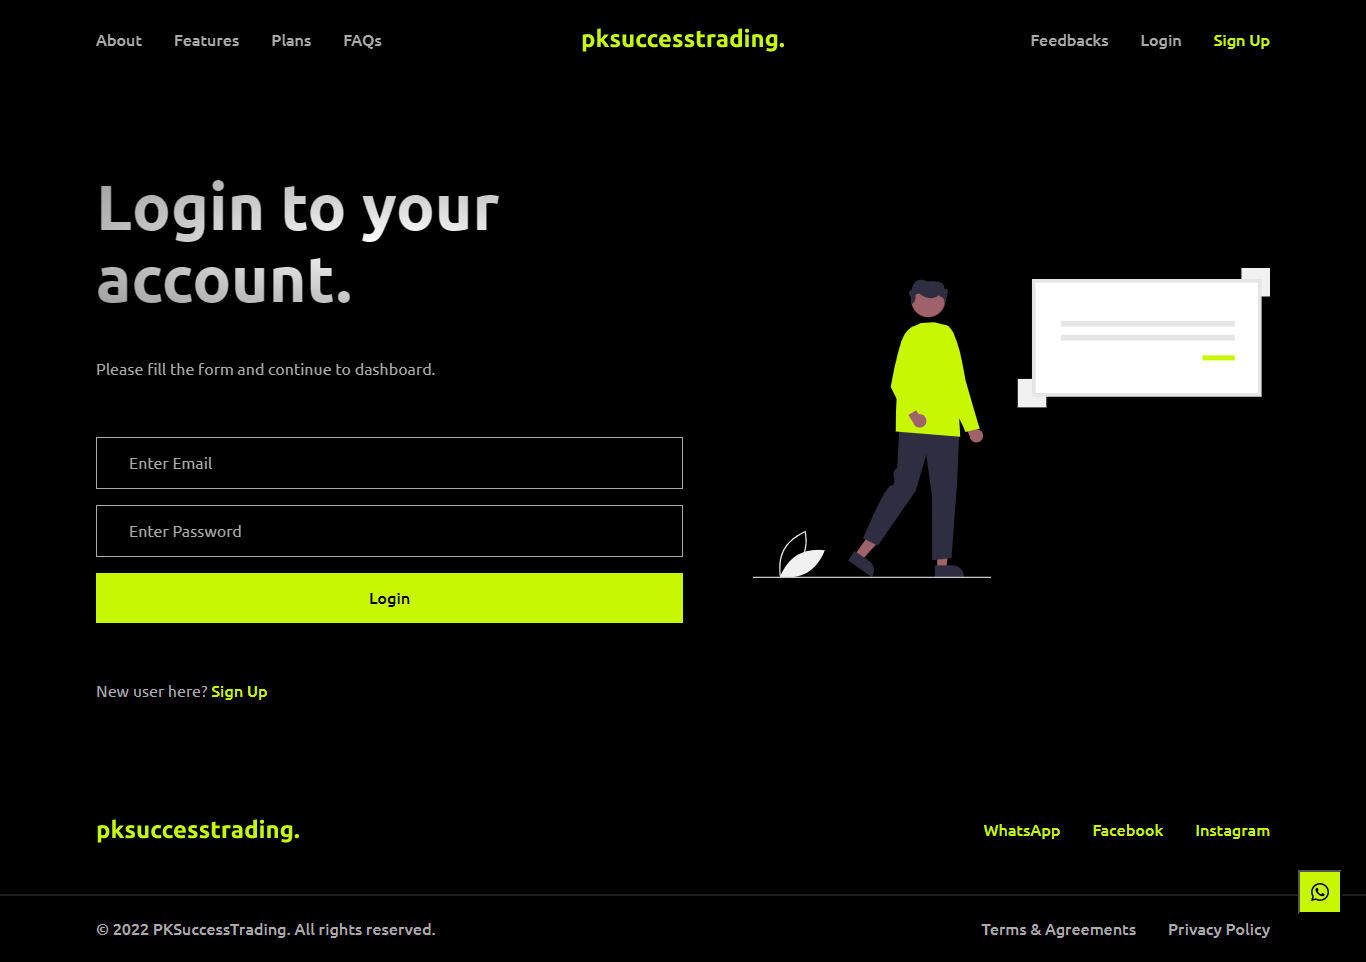 About Features Plans FAQs pksuccesstrading. Feedbacks Login Sign Up
Login to your
account.
Please fill the form and continue to dashboard.
Enter Email
Enter Password
Login
New user here? Sign Up
pksuccesstrading. WhatsApp Facebook Instagram
© 2022 PKSuccessTrading. All rights reserved. Terms & Agreements Privacy Policy